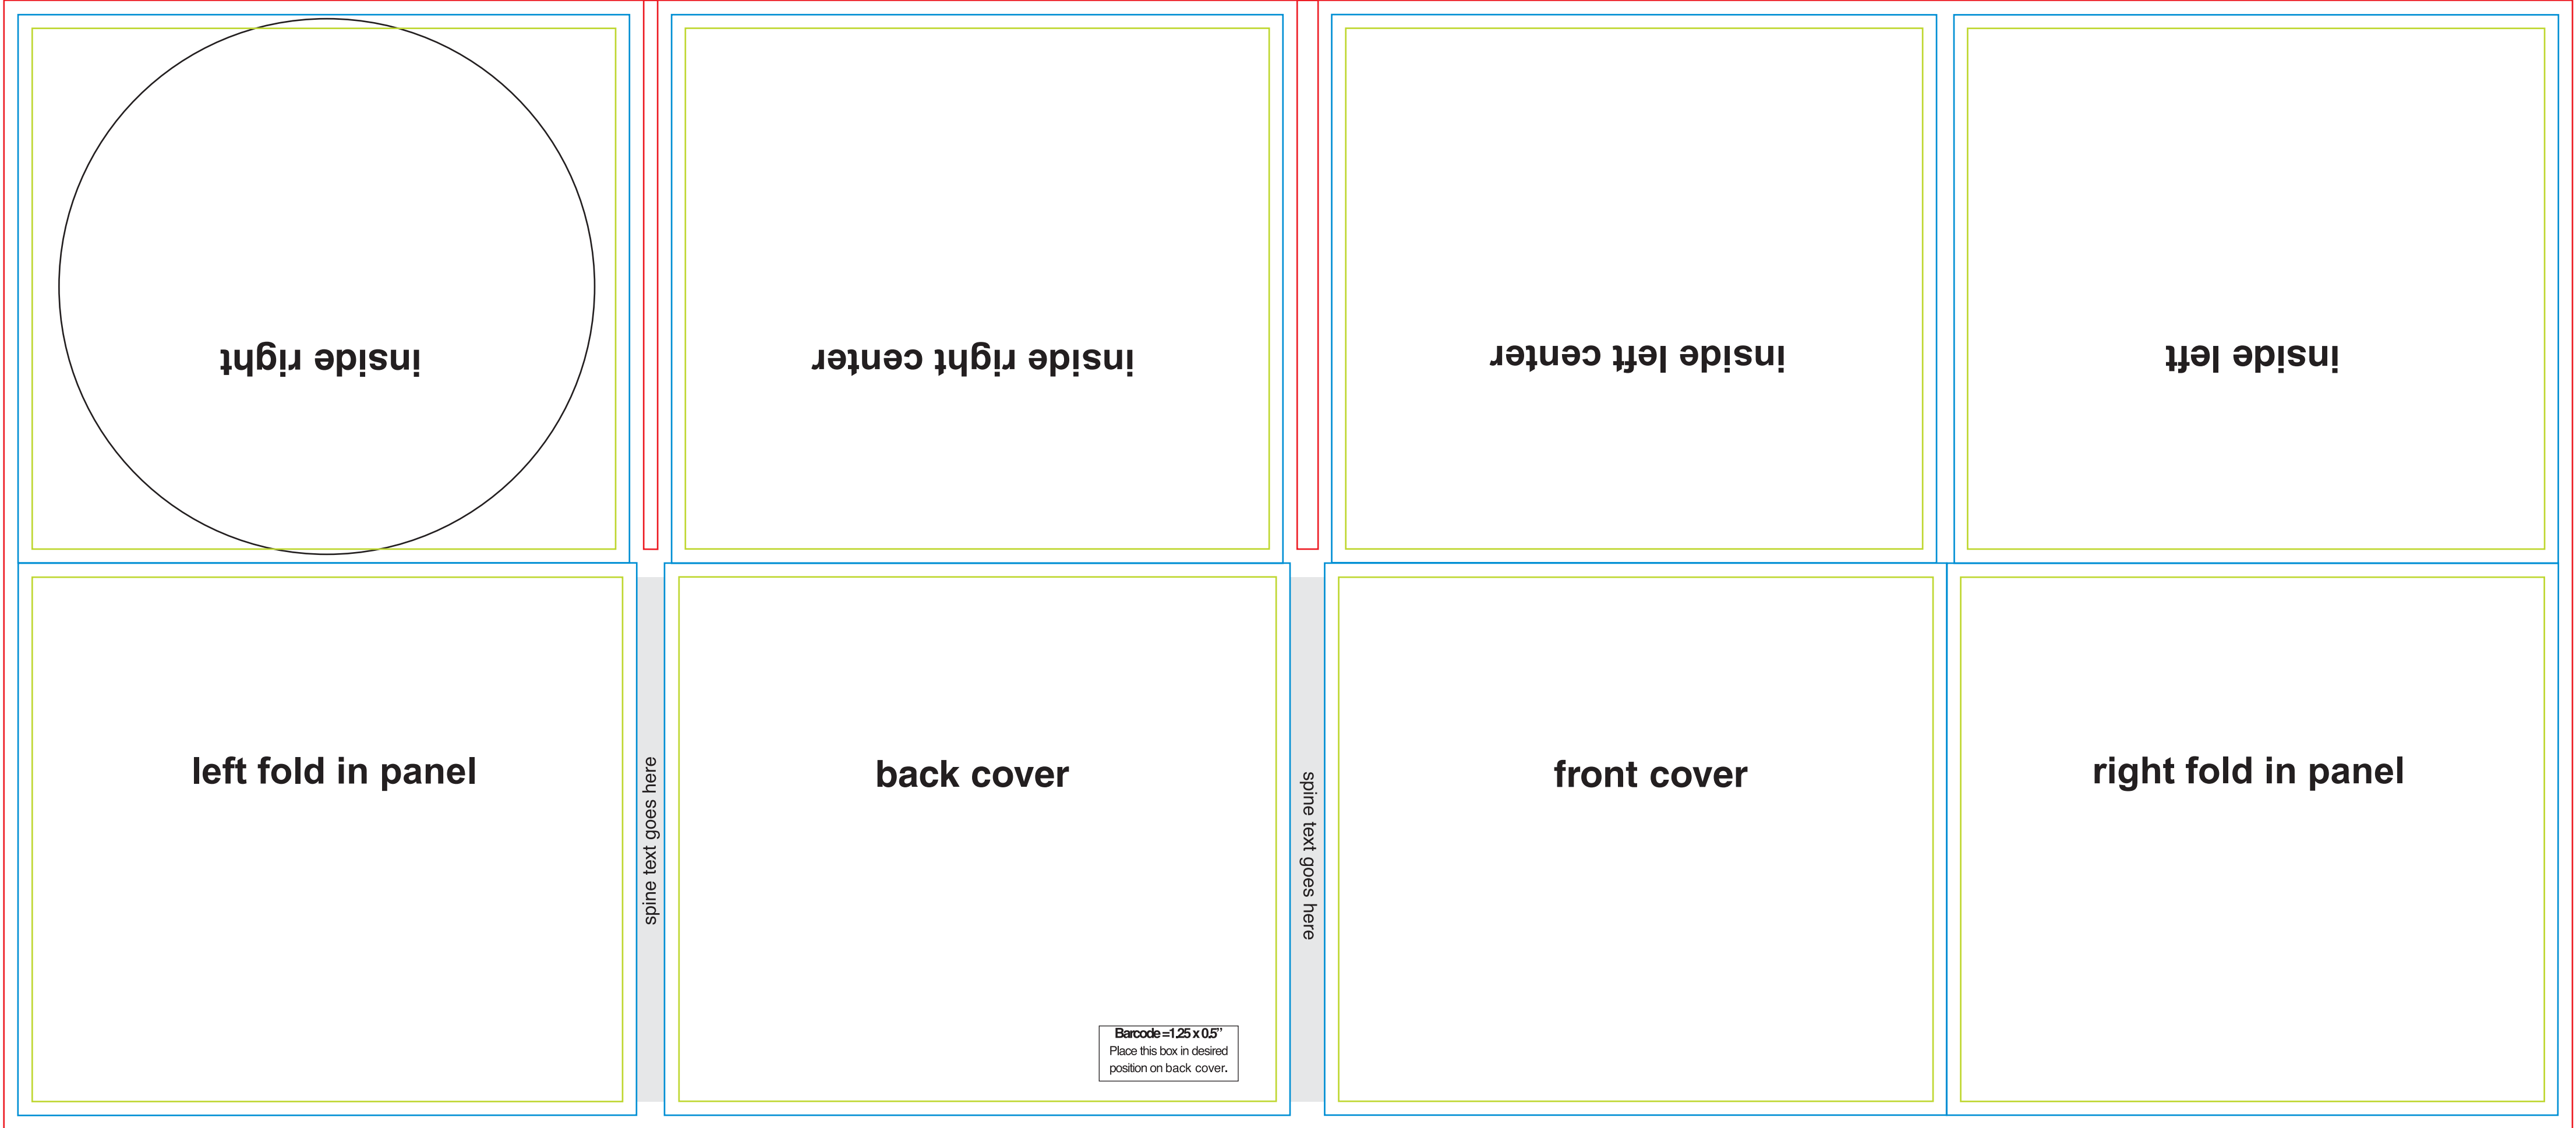 inside right
inside right center
inside left center
inside left
left fold in panel
spine text goes here
back cover
spine text goes here
front cover
right fold in panel
Barcode =1.25 x 0.5”
Place this box in desired
position on back cover.